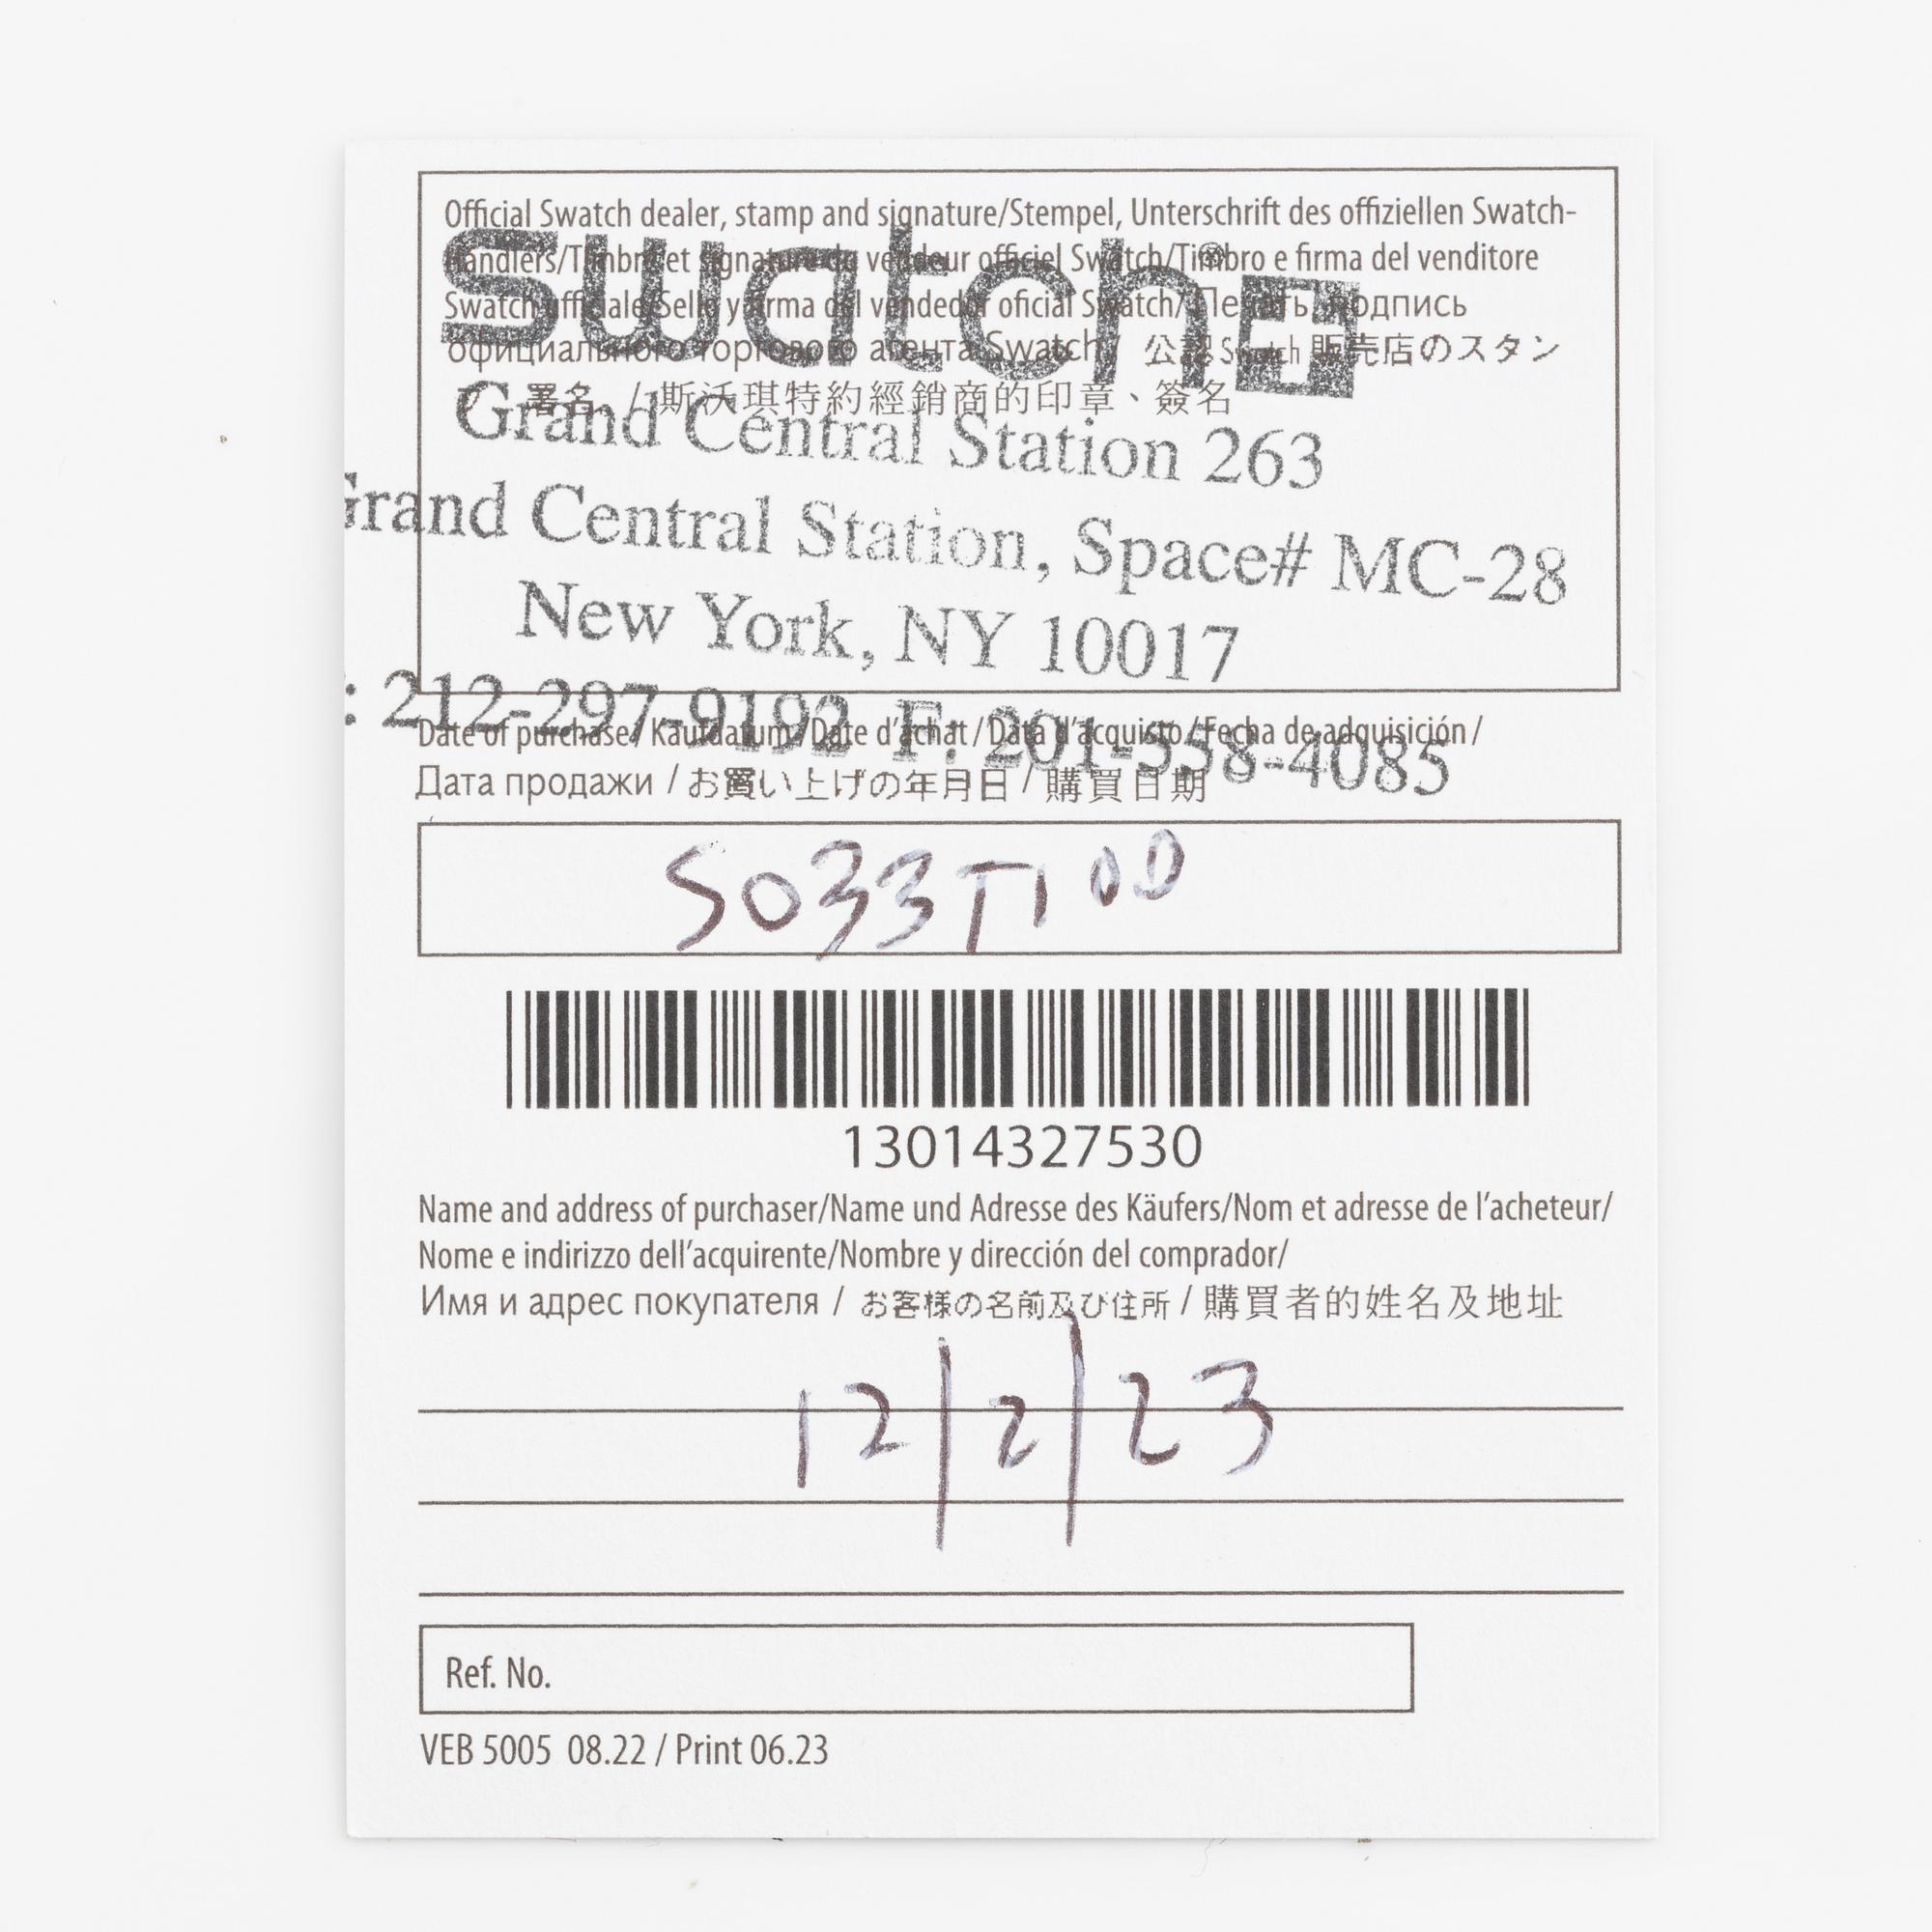 Official Swatch dealer, stamp and signature/Stempel, Unterschrift des offiziellen Swatch-
Händlers/Timbre et signature du vendeur officiel Swatch/Timbro e firma del venditore
Swatch ufficiale/Sello y firma del vendedor oficial Swatch/ Печать, подпись
официального торгового агента Swatch/ 公認 Swatch 販売店のスタン
プ、署名。/ 斯沃琪特約經銷商的印章、簽名
swatch
Grand Central Station 263
Grand Central Station, Space# MC-28
New York, NY 10017
: 212-297-9192 F: 201-558-4085
Date of purchase / Kaufdatum /Date d'achat / Data d'acquisto / Fecha de adquisición /
Дата продажи / お買い上げの年月日 / 購買日期
SO33T100
13014327530
Name and address of purchaser/Name und Adresse des Käufers/Nom et adresse de l'acheteur/
Nome e indirizzo dell'acquirente/Nombre y dirección del comprador/
Имя и адрес покупателя / お客様の名前及び住所 / 購買者的姓名及地址
12/2/23
Ref. No.
VEB 5005 08.22 / Print 06.23